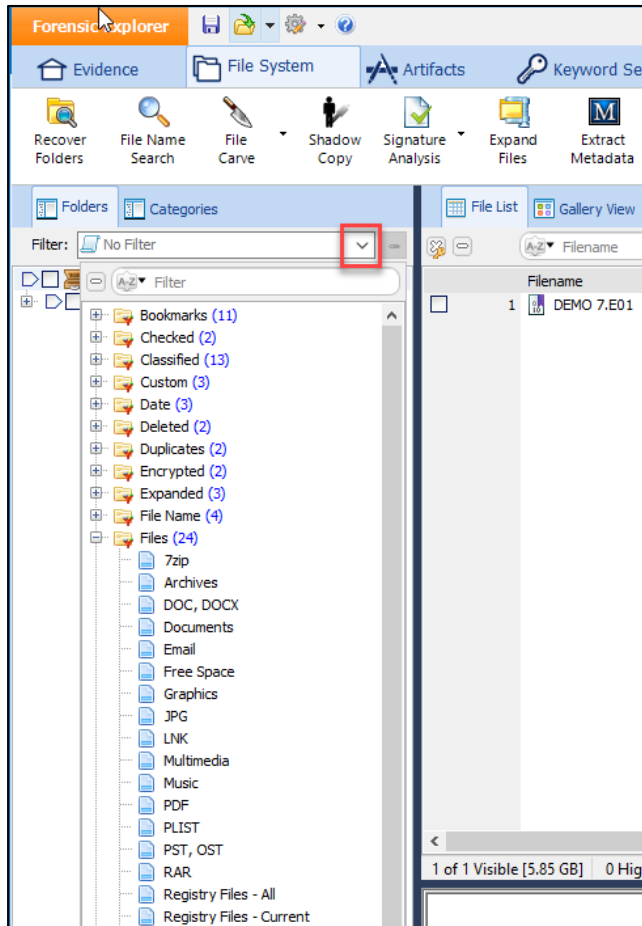 Forensic Explorer
Evidence
File System
Artifacts
Keyword Se
Recover Folders
File Name Search
File Carve
Shadow Copy
Signature Analysis
Expand Files
Extract Metadata
M
Folders
Categories
File List
Gallery View
Filter:
No Filter
A-Z
Filename
A-Z
Filter
Filename
Bookmarks (11)
1
DEMO 7.E01
Checked (2)
Classified (13)
Custom (3)
Date (3)
Deleted (2)
Duplicates (2)
Encrypted (2)
Expanded (3)
File Name (4)
Files (24)
7zip
Archives
DOC, DOCX
Documents
Email
Free Space
Graphics
JPG
LNK
Multimedia
Music
PDF
PLIST
PST, OST
RAR
Registry Files - All
Registry Files - Current
1 of 1 Visible [5.85 GB]
0 Hig